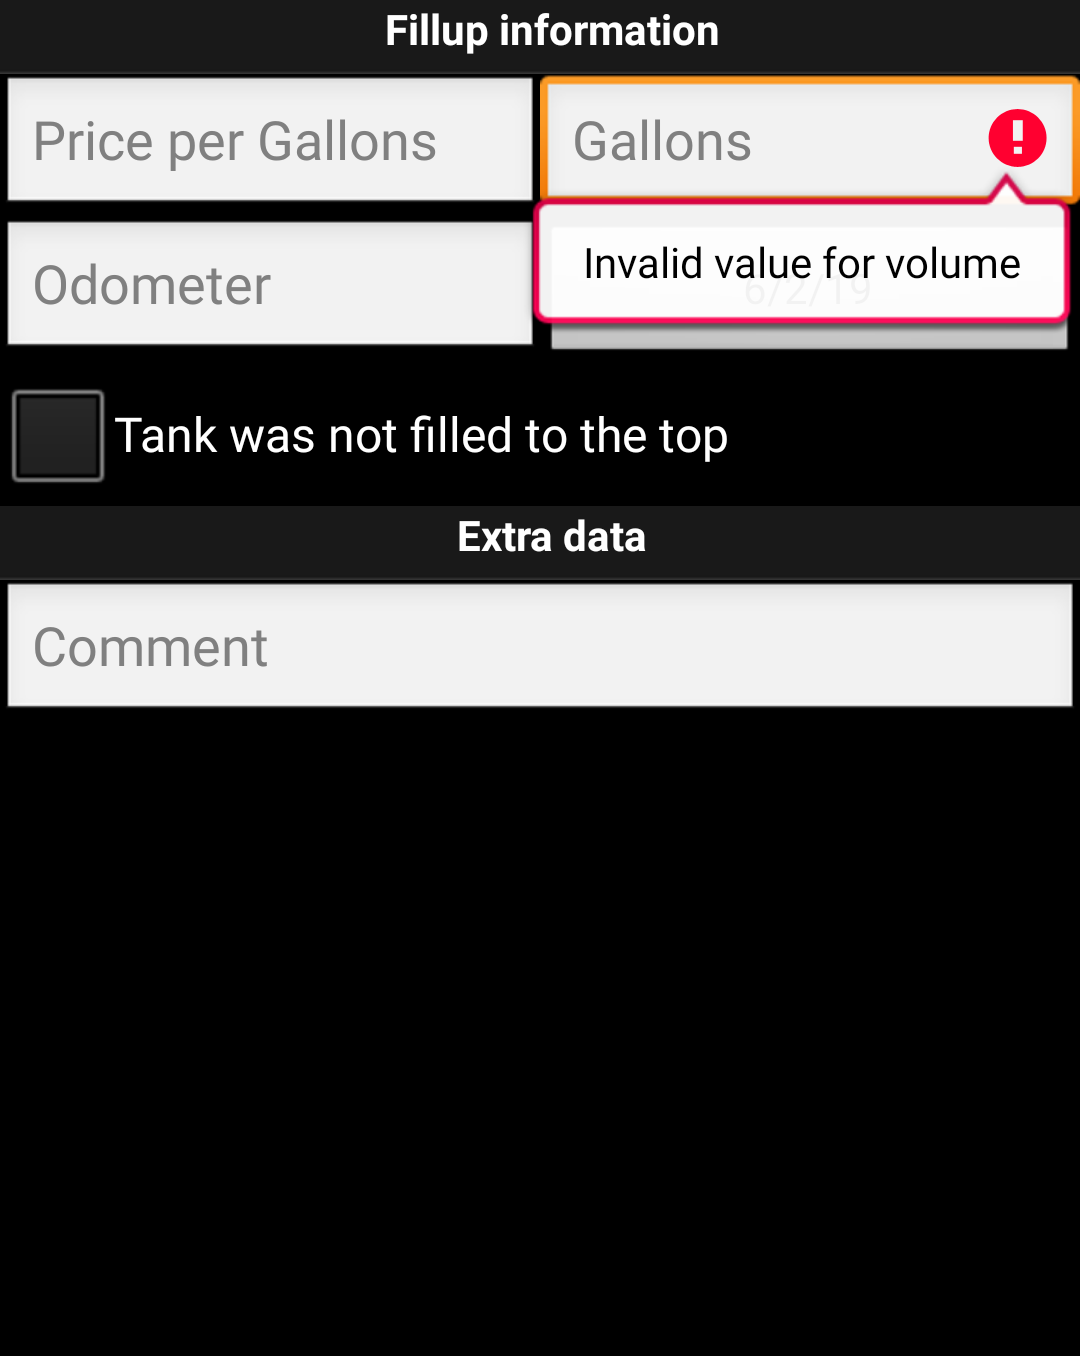 Fillup information
Price per Gallons
Gallons
Invalid value for volume
Odometer
6/2/19
Tank was not filled to the top
Extra data
Comment